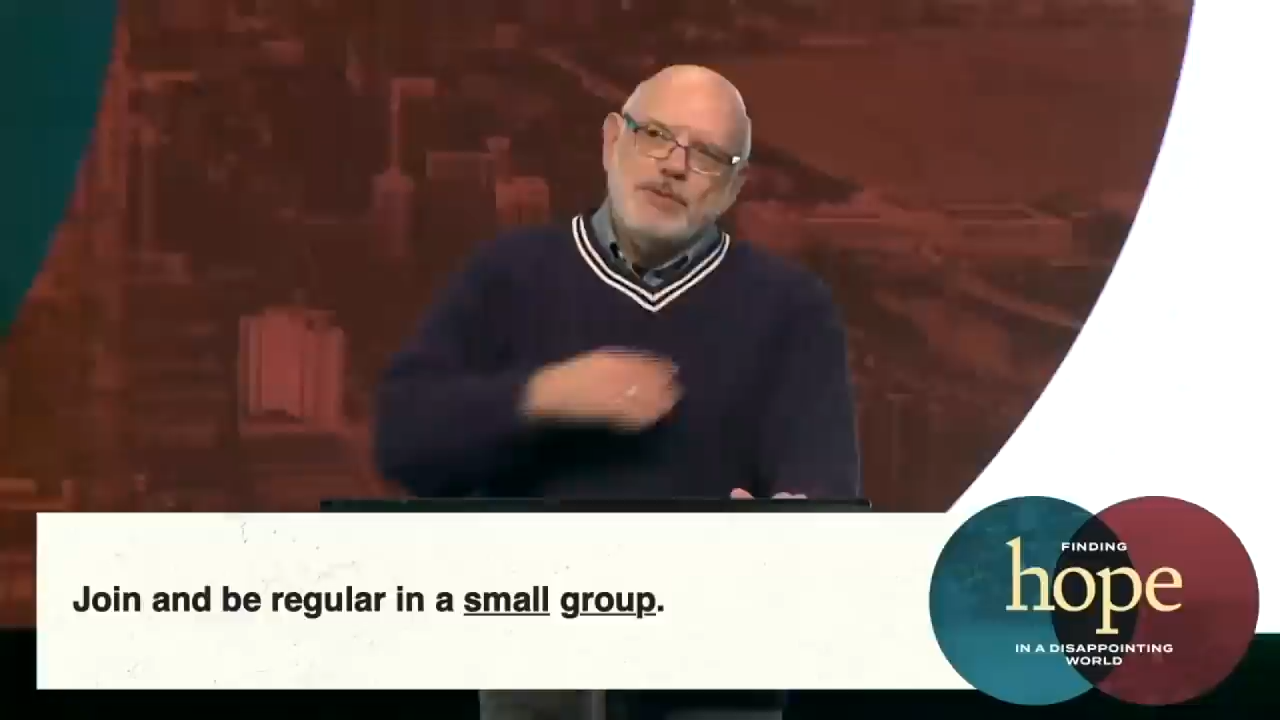 Join and be regular in a small group.
FINDING
hope
IN A DISAPPOINTING
WORLD